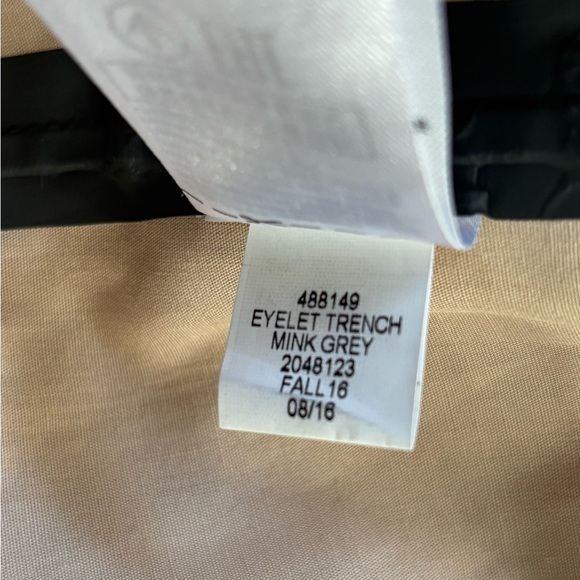 488149
EYELET TRENCH
MINK GREY
2048123
FALL16
08/16